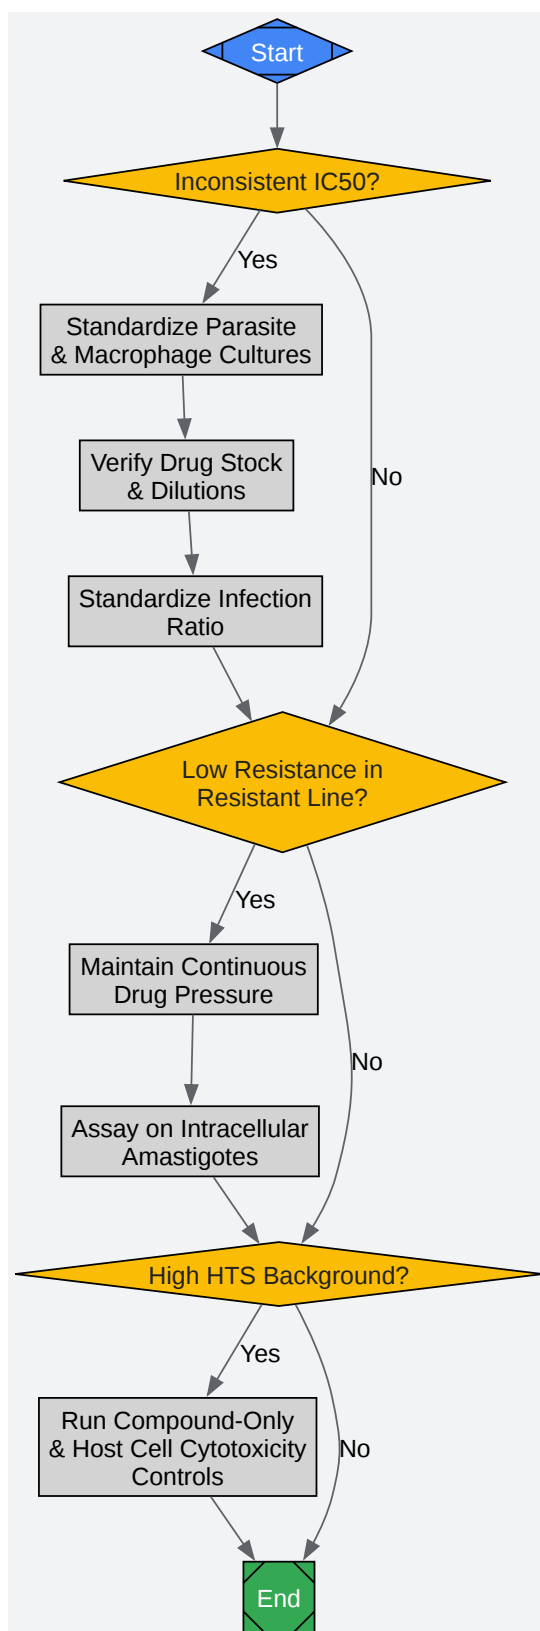 Start
Inconsistent IC50?
Yes
Standardize Parasite
& Macrophage Cultures
Verify Drug Stock
& Dilutions
No
Standardize Infection
Ratio
Low Resistance in
Resistant Line?
Yes
Maintain Continuous
Drug Pressure
No
Assay on Intracellular
Amastigotes
High HTS Background?
Yes
Run Compound-Only
& Host Cell Cytotoxicity
Controls
No
End